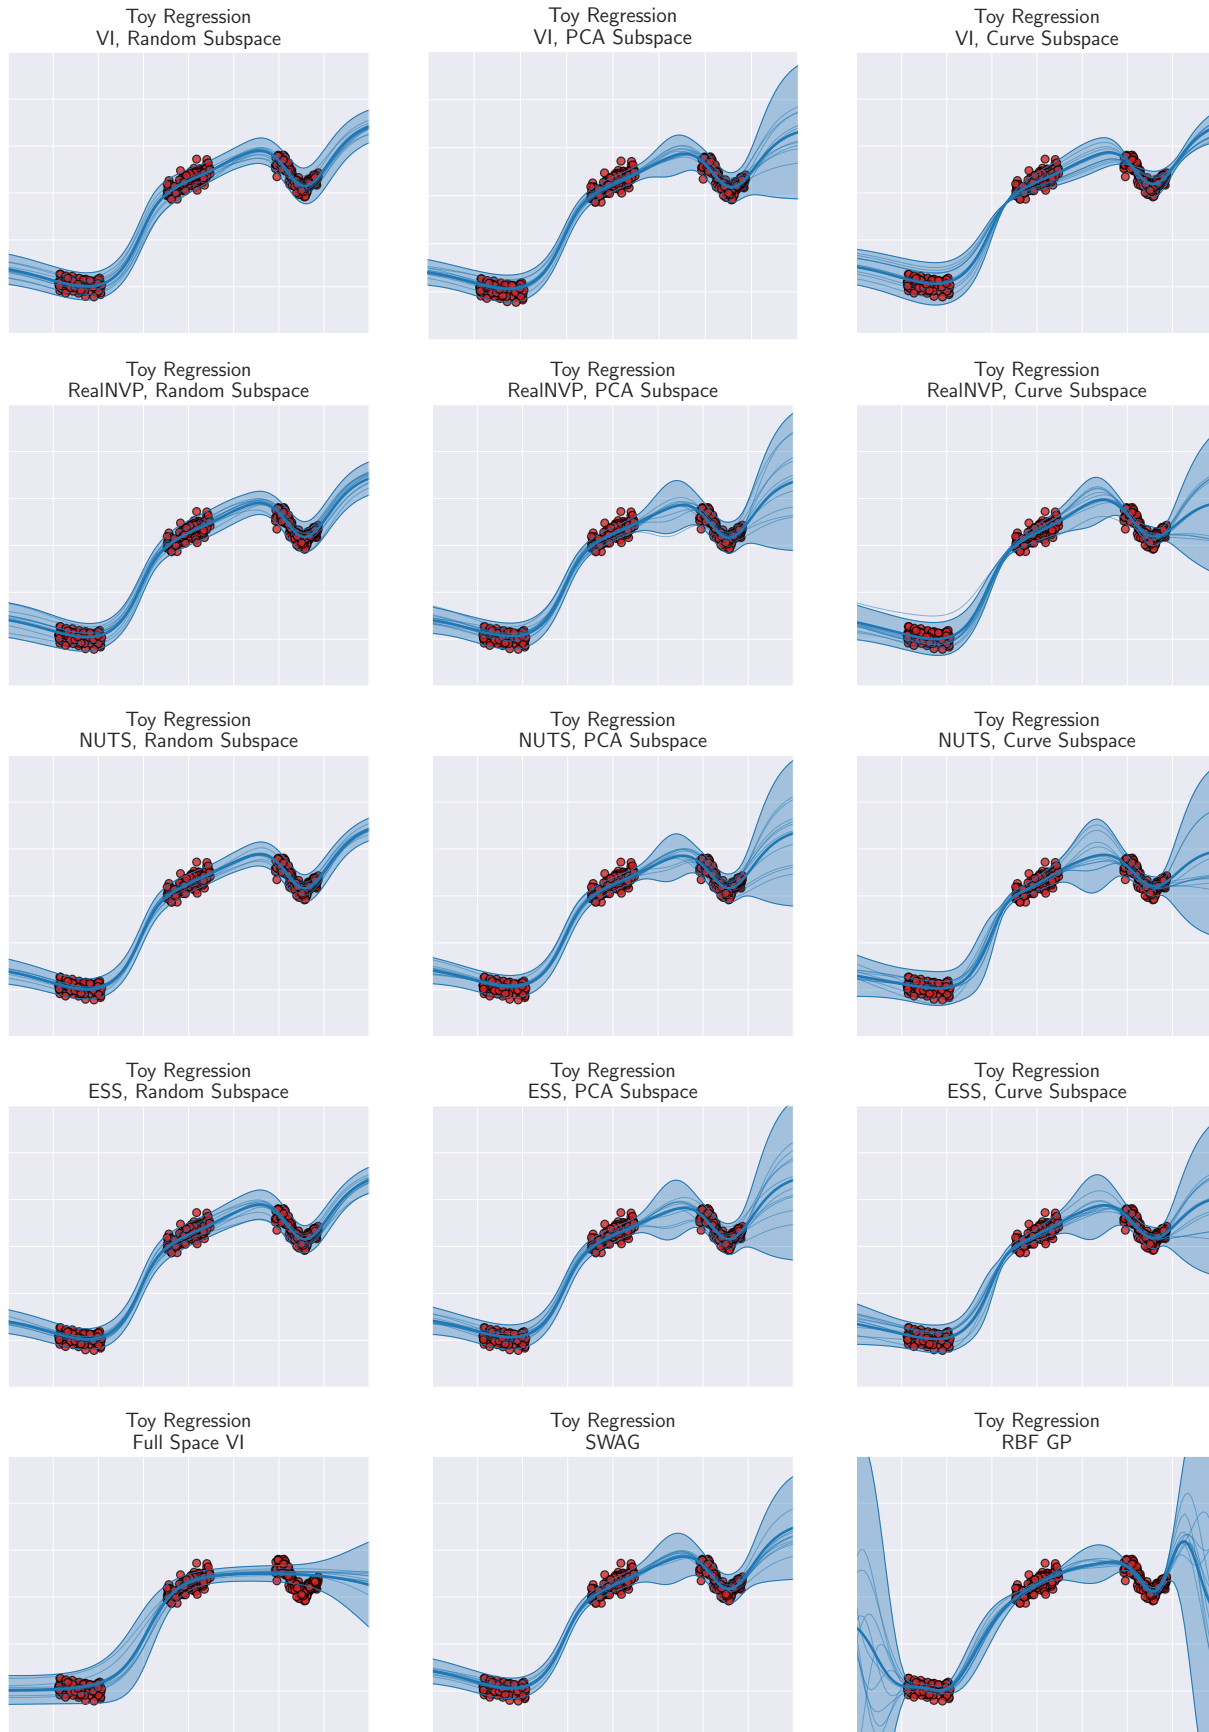 Toy Regression
VI, Random Subspace
Toy Regression
VI, PCA Subspace
Toy Regression
VI, Curve Subspace
Toy Regression
RealNVP, Random Subspace
Toy Regression
RealNVP, PCA Subspace
Toy Regression
RealNVP, Curve Subspace
Toy Regression
NUTS, Random Subspace
Toy Regression
NUTS, PCA Subspace
Toy Regression
NUTS, Curve Subspace
Toy Regression
ESS, Random Subspace
Toy Regression
ESS, PCA Subspace
Toy Regression
ESS, Curve Subspace
Toy Regression
Full Space VI
Toy Regression
SWAG
Toy Regression
RBF GP